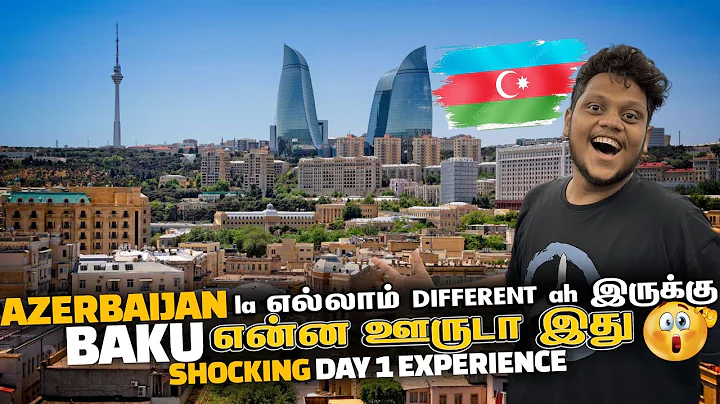 AZERBAIJAN la எல்லாம் DIFFERENT ah இருக்கு
BAKU என்ன ஊருடா இது
SHOCKING DAY 1 EXPERIENCE